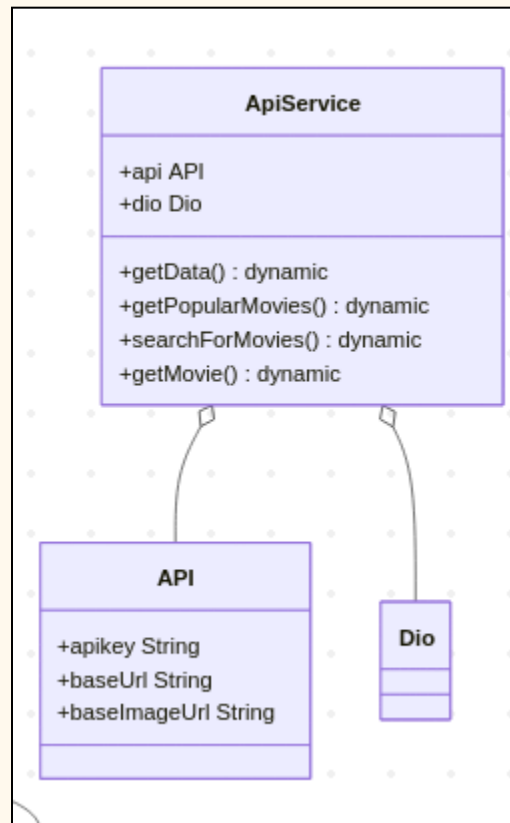 ApiService
+api API
+dio Dio
+getData() : dynamic
+getPopularMovies() : dynamic
+searchForMovies() : dynamic
+getMovie() : dynamic
API
+apikey String
+baseUrl String
+baseImageUrl String
Dio